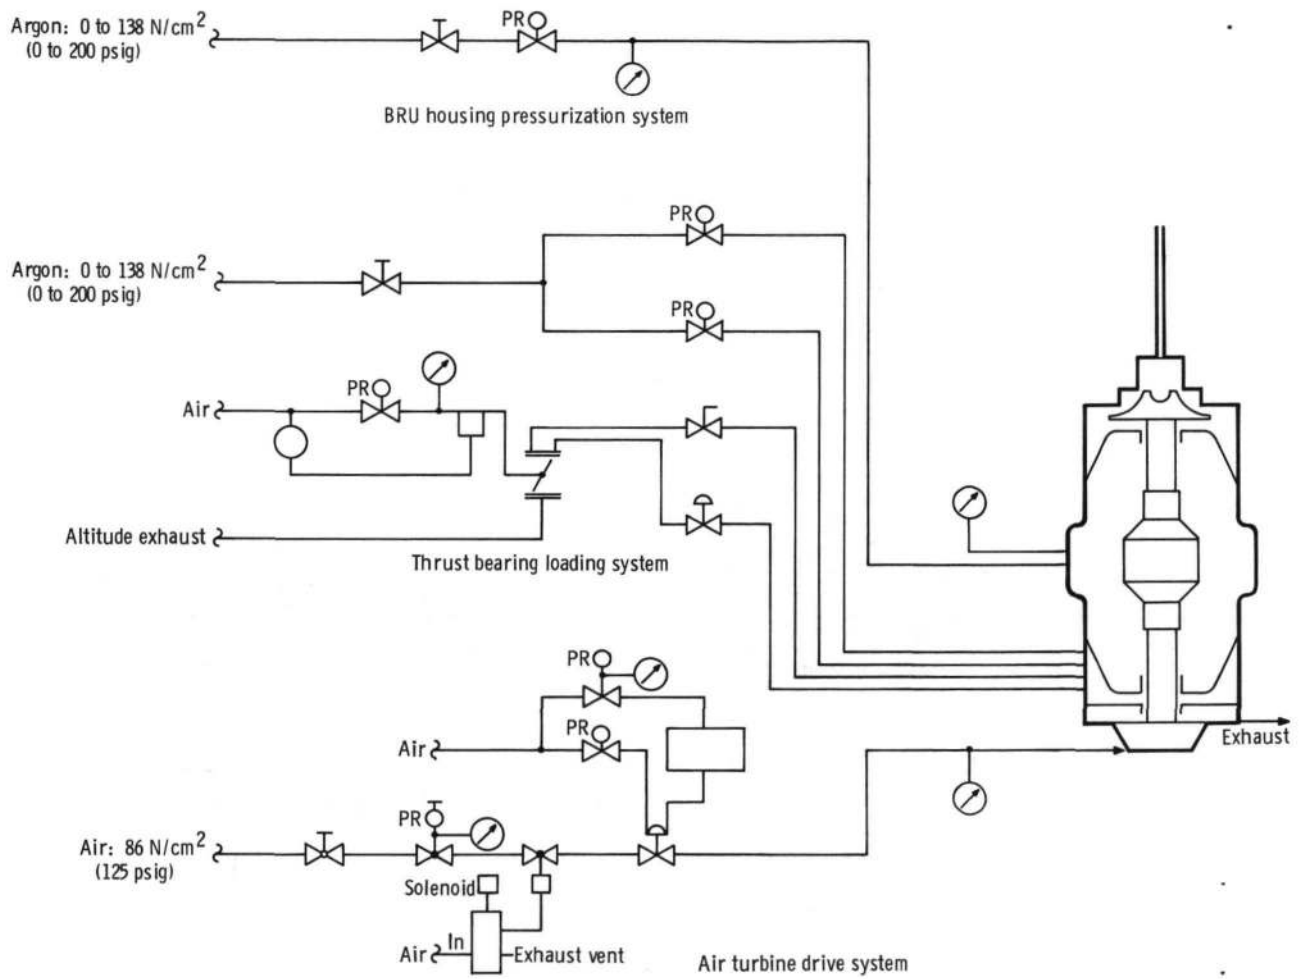 Argon: 0 to 138 N/cm2
(0 to 200 psig)
PR
BRU housing pressurization system
PR
Argon: 0 to 138 N/cm2
(0 to 200 psig)
PR
PR
Air
Altitude exhaust
Thrust bearing loading system
PR
PR
Air
Exhaust
PR
Air: 86 N/cm2
(125 psig)
Solenoid
In
Air
Exhaust vent
Air turbine drive system